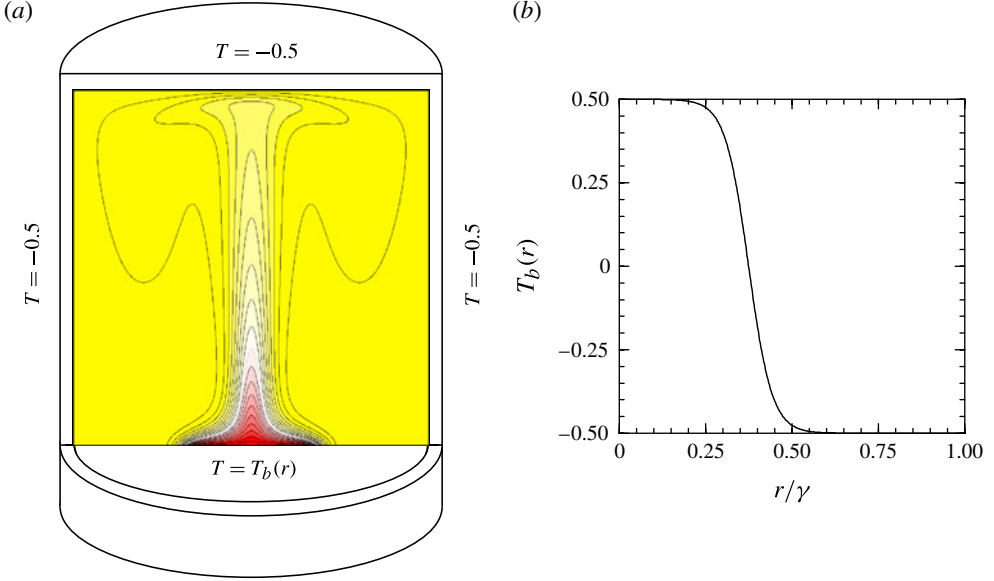 (a)
T = −0.5
T = −0.5
T = −0.5
T = T_b(r)
(b)
0.50
0.25
0
−0.25
−0.50
T_b(r)
0 0.25 0.50 0.75 1.00
r/γ